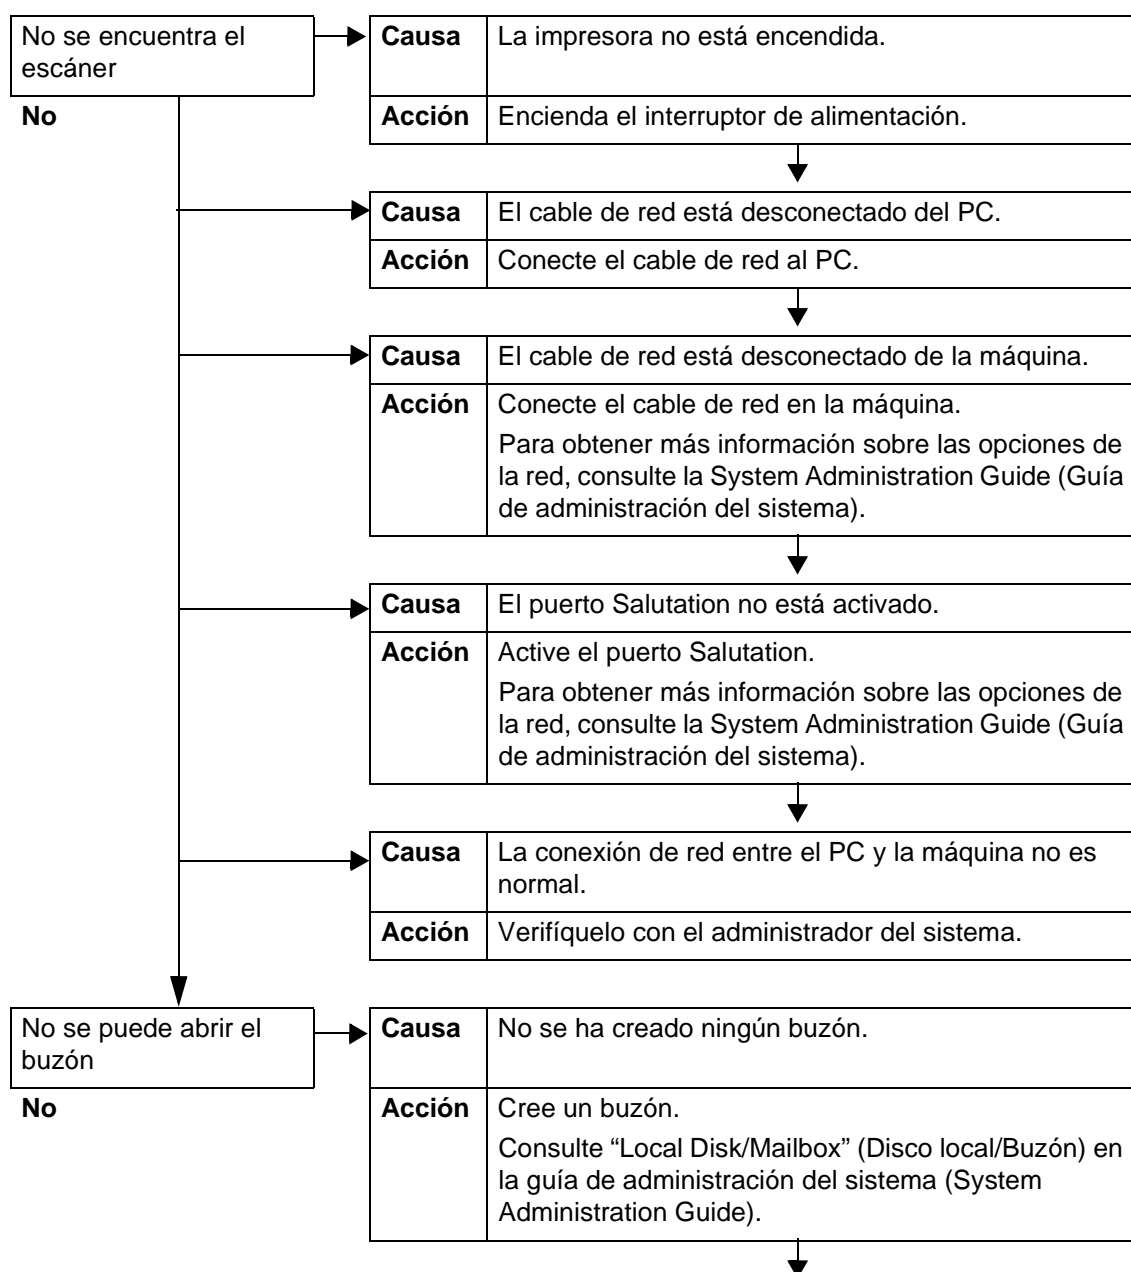 No se encuentra el
escáner
No
Causa La impresora no está encendida.
Acción Encienda el interruptor de alimentación.
Causa El cable de red está desconectado del PC.
Acción Conecte el cable de red al PC.
Causa El cable de red está desconectado de la máquina.
Acción Conecte el cable de red en la máquina.
Para obtener más información sobre las opciones de
la red, consulte la System Administration Guide (Guía
de administración del sistema).
Causa El puerto Salutation no está activado.
Acción Active el puerto Salutation.
Para obtener más información sobre las opciones de
la red, consulte la System Administration Guide (Guía
de administración del sistema).
Causa La conexión de red entre el PC y la máquina no es
normal.
Acción Verifíquelo con el administrador del sistema.
No se puede abrir el
buzón
No
Causa No se ha creado ningún buzón.
Acción Cree un buzón.
Consulte “Local Disk/Mailbox” (Disco local/Buzón) en
la guía de administración del sistema (System
Administration Guide).